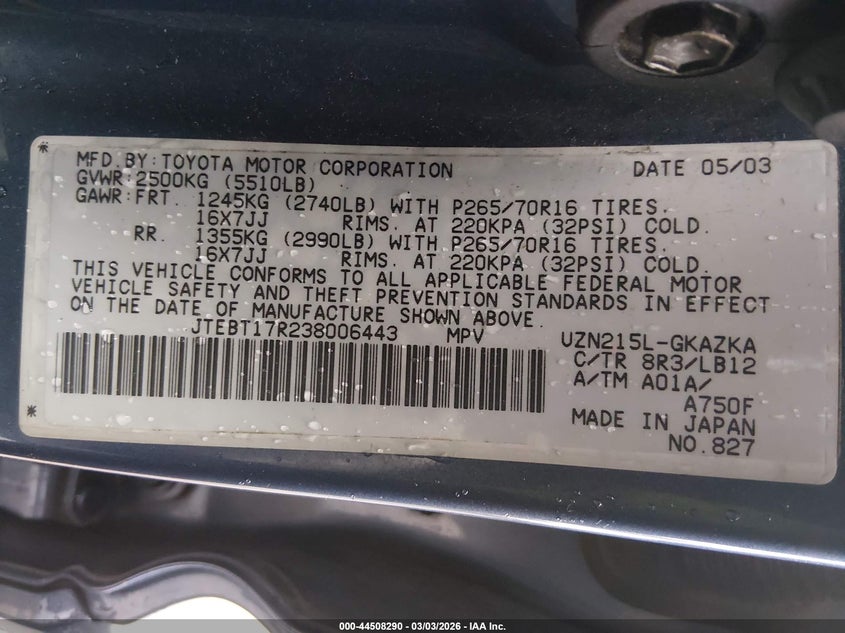 MFD.BY:TOYOTA MOTOR CORPORATION DATE 05/03
GVWR:2500KG (5510LB)
GAWR:FRT. 1245KG (2740LB) WITH P265/70R16 TIRES.
16X7JJ RIMS. AT 220KPA (32PSI) COLD.
RR. 1355KG (2990LB) WITH P265/70R16 TIRES.
16X7JJ RIMS. AT 220KPA (32PSI) COLD.
THIS VEHICLE CONFORMS TO ALL APPLICABLE FEDERAL MOTOR
VEHICLE SAFETY AND THEFT PREVENTION STANDARDS IN EFFECT
ON THE DATE OF MANUFACTURE SHOWN ABOVE.
JTEBT17R238006443 MPV UZN215L-GKAZKA
C/TR 8R3/LB12
A/TM A01A/
A750F
MADE IN JAPAN
NO.827
000-44508290 - 03/03/2026 - IAA Inc.